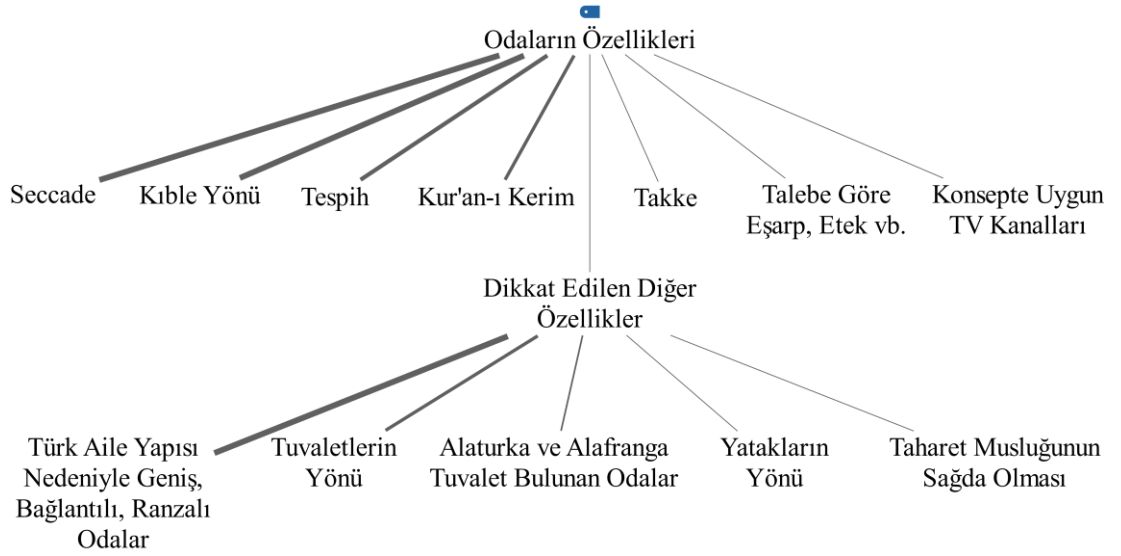 Odaların Özellikleri
Seccade
Kıble Yönü
Tespih
Kur'an-ı Kerim
Takke
Talebe Göre
Eşarp, Etek vb.
Konsepte Uygun
TV Kanalları
Dikkat Edilen Diğer
Özellikler
Türk Aile Yapısı
Nedeniyle Geniş,
Bağlantılı, Ranzalı
Odalar
Tuvaletlerin
Yönü
Alaturka ve Alafranga
Tuvalet Bulunan Odalar
Yatakların
Yönü
Taharet Musluğunun
Sağda Olması